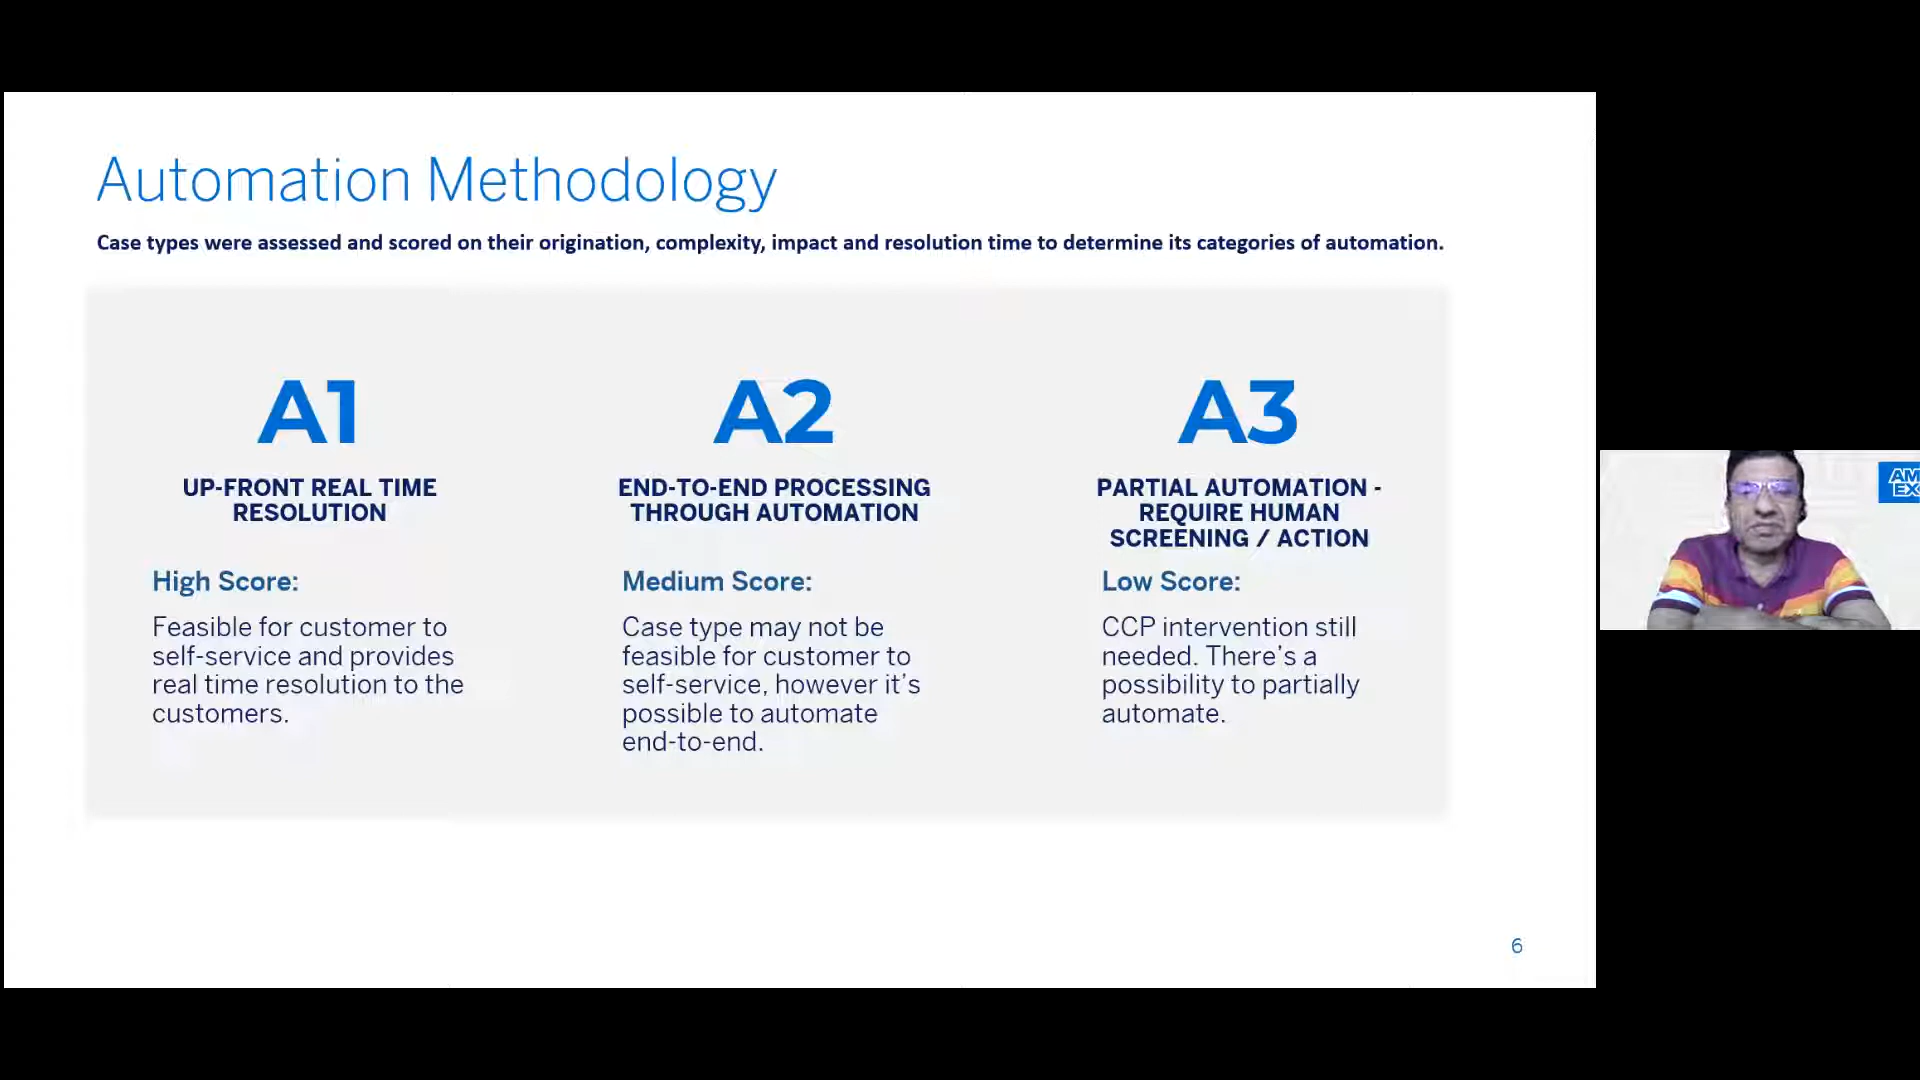 Automation Methodology
Case types were assessed and scored on their origination, complexity, impact and resolution time to determine its categories of automation.
A1
UP-FRONT REAL TIME
RESOLUTION
High Score:
Feasible for customer to
self-service and provides
real time resolution to the
customers.
A2
END-TO-END PROCESSING
THROUGH AUTOMATION
Medium Score:
Case type may not be
feasible for customer to
self-service, however it's
possible to automate
end-to-end.
A3
PARTIAL AUTOMATION -
REQUIRE HUMAN
SCREENING / ACTION
Low Score:
CCP intervention still
needed. There's a
possibility to partially
automate.
6
AM
EX